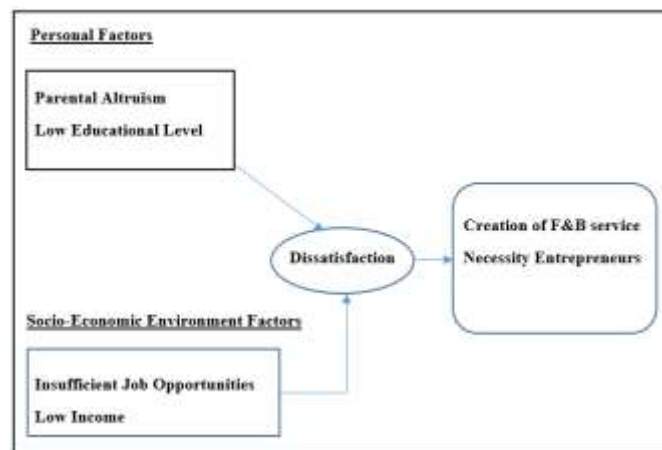 Personal Factors
Parental Altruism
Low Educational Level
Dissatisfaction
Creation of F&B service
Necessity Entrepreneurs
Socio-Economic Environment Factors
Insufficient Job Opportunities
Low Income